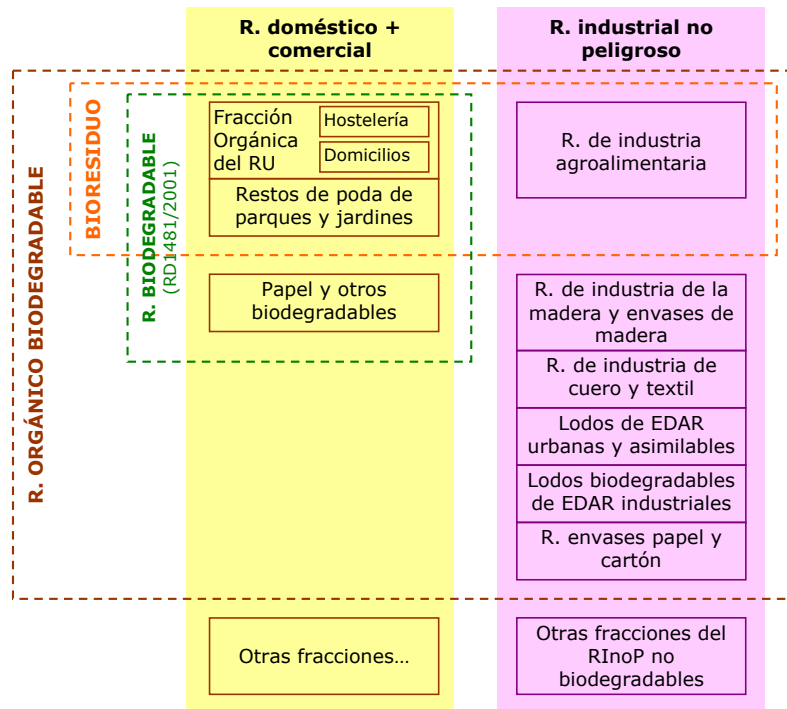 R. doméstico +
comercial
R. industrial no
peligroso
R. ORGÁNICO BIODEGRADABLE
BIORESIDUO
R. BIODEGRADABLE
(RD1481/2001)
Fracción
Orgánica
del RU
Hostelería
Domicilios
Restos de poda de
parques y jardines
Papel y otros
biodegradables
Otras fracciones...
R. de industria
agroalimentaria
R. de industria de la
madera y envases de
madera
R. de industria de
cuero y textil
Lodos de EDAR
urbanas y asimilables
Lodos biodegradables
de EDAR industriales
R. envases papel y
cartón
Otras fracciones del
RInoP no
biodegradables